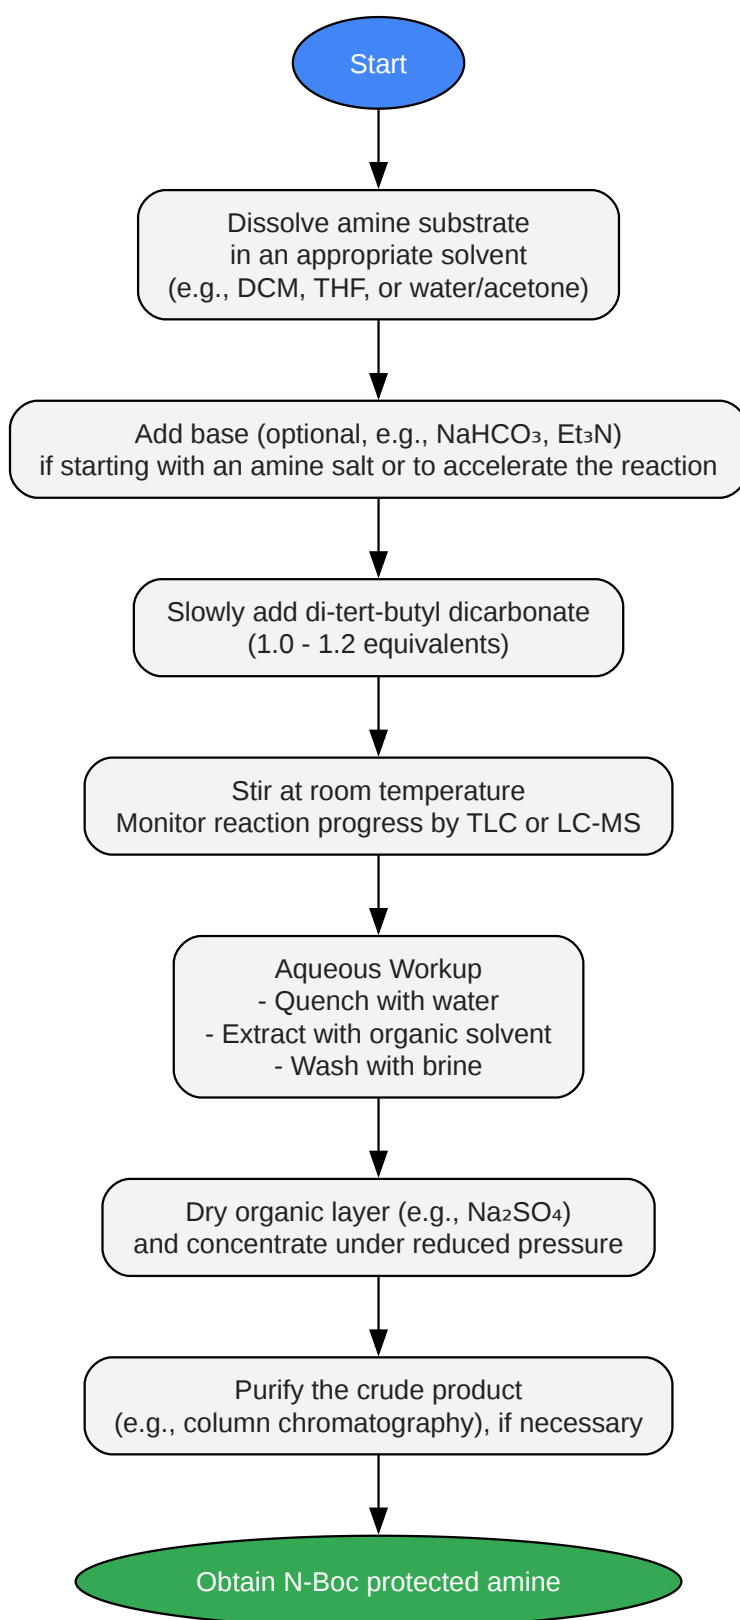 Start
Dissolve amine substrate
in an appropriate solvent
(e.g., DCM, THF, or water/acetone)
Add base (optional, e.g., NaHCO₃, Et₃N)
if starting with an amine salt or to accelerate the reaction
Slowly add di-tert-butyl dicarbonate
(1.0 - 1.2 equivalents)
Stir at room temperature
Monitor reaction progress by TLC or LC-MS
Aqueous Workup
- Quench with water
- Extract with organic solvent
- Wash with brine
Dry organic layer (e.g., Na₂SO₄)
and concentrate under reduced pressure
Purify the crude product
(e.g., column chromatography), if necessary
Obtain N-Boc protected amine